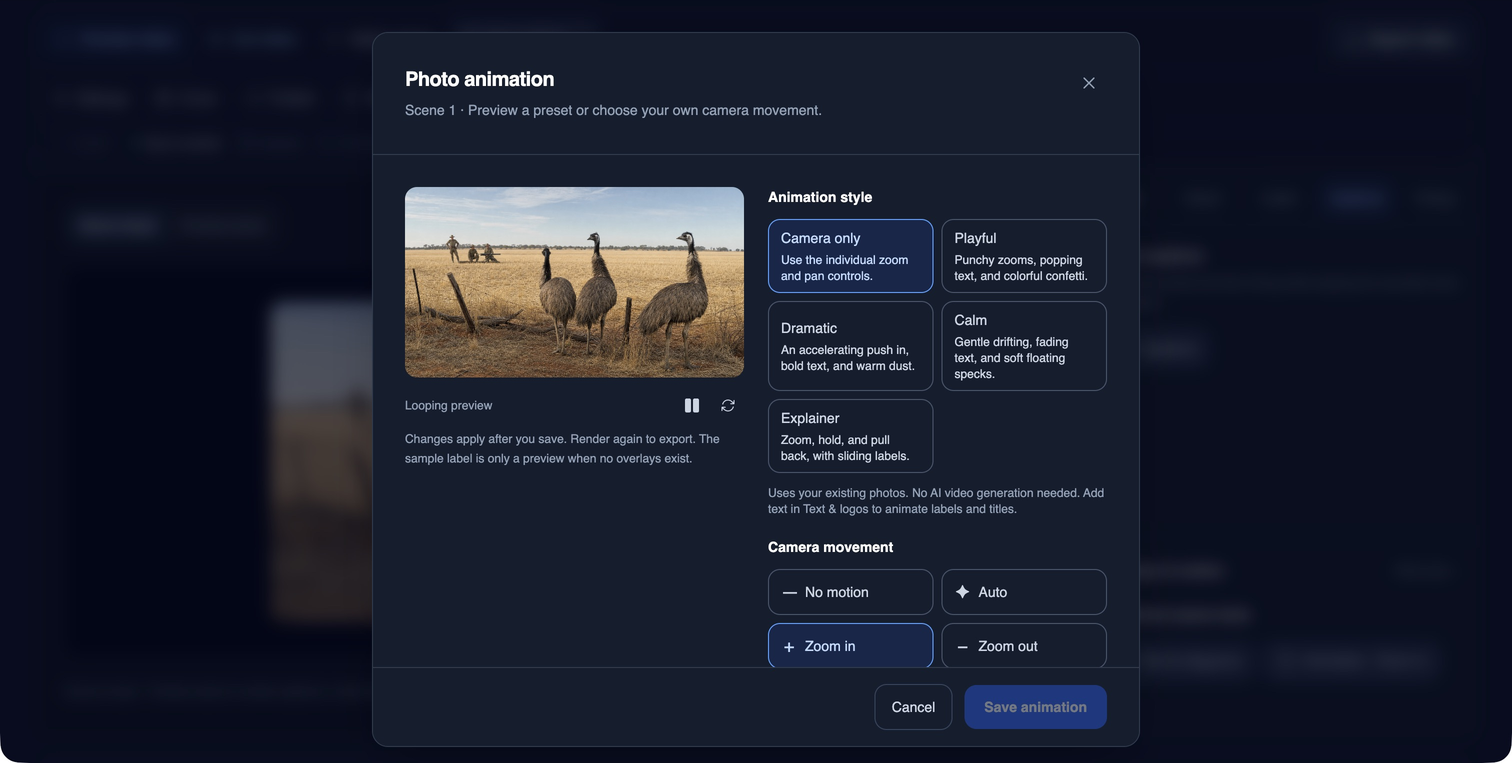 Photo animation
Scene 1 · Preview a preset or choose your own camera movement.
Looping preview
Changes apply after you save. Render again to export. The
sample label is only a preview when no overlays exist.
Animation style
Camera only
Use the individual zoom
and pan controls.
Playful
Punchy zooms, popping
text, and colorful confetti.
Dramatic
An accelerating push in,
bold text, and warm dust.
Calm
Gentle drifting, fading
text, and soft floating
specks.
Explainer
Zoom, hold, and pull
back, with sliding labels.
Uses your existing photos. No AI video generation needed. Add
text in Text & logos to animate labels and titles.
Camera movement
No motion
Auto
Zoom in
Zoom out
Cancel
Save animation